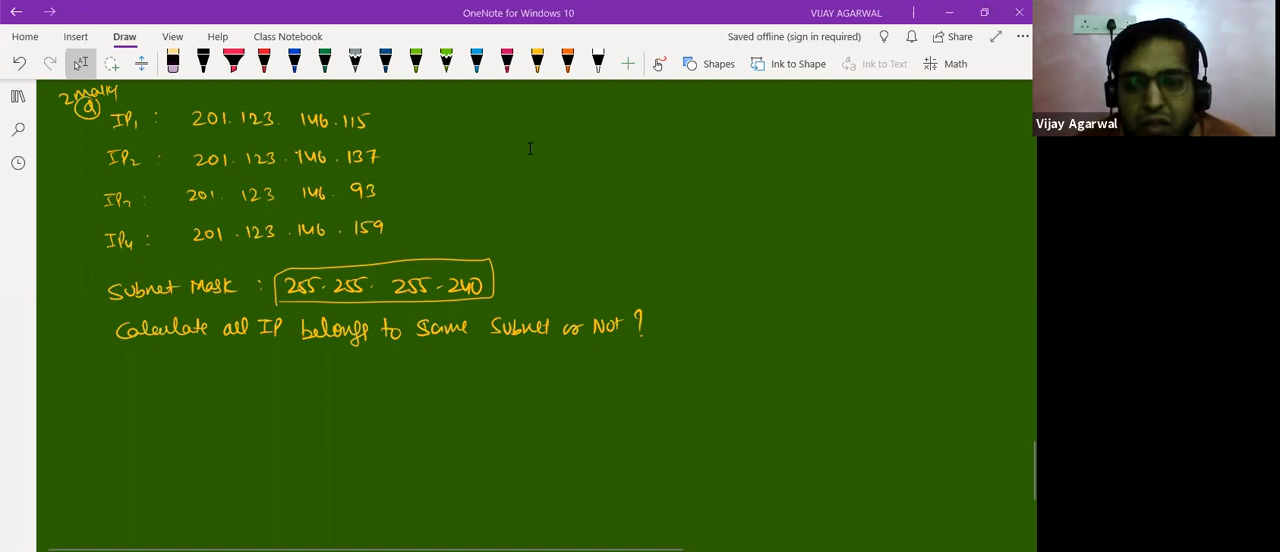 OneNote for Windows 10
VIJAY AGARWAL
Home Insert Draw View Help Class Notebook
Saved offline (sign in required)
Share
Shapes
Ink to Shape
Ink to Text
Math
2 marks
Q
IP1 : 201.123. 146.115
IP2 : 201.123.146.137
IP3 : 201. 123 146.93
IP4 : 201.123.146.159
Subnet Mask : 255.255. 255.240
Calculate all IP belongs to same subnet or Not ?
Vijay Agarwal